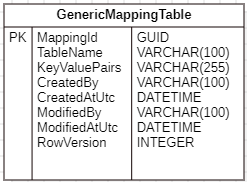 GenericMappingTable
PK MappingId GUID
TableName VARCHAR(100)
KeyValuePairs VARCHAR(255)
CreatedBy VARCHAR(100)
CreatedAtUtc DATETIME
ModifiedBy VARCHAR(100)
ModifiedAtUtc DATETIME
RowVersion INTEGER